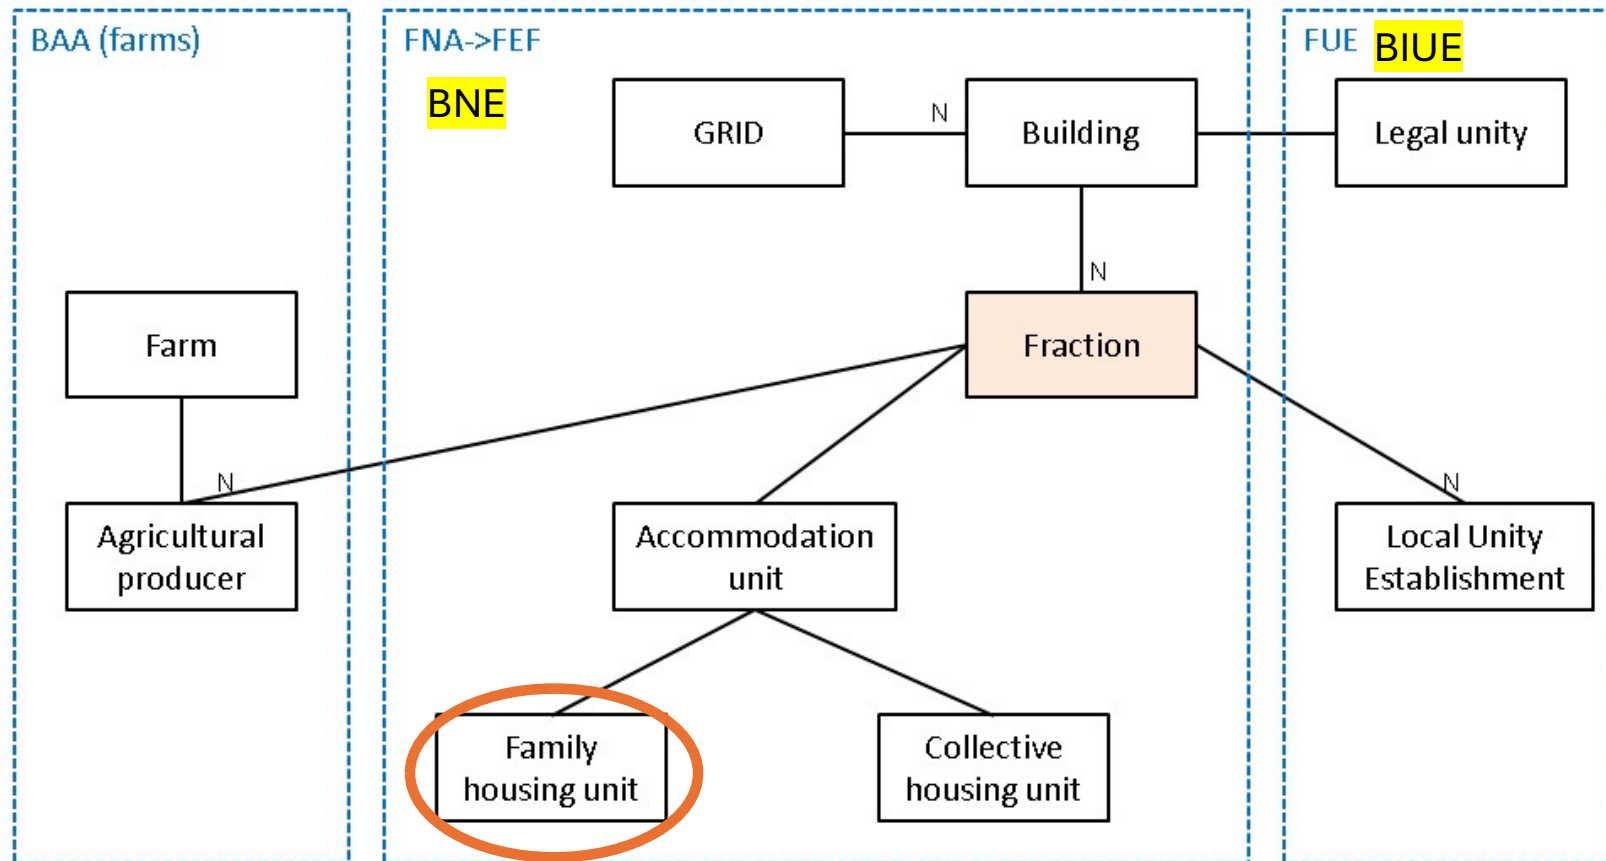 BAA (farms)
FNA->FEF
FUE
BIUE
BNE
GRID
N
Building
Legal unity
N
Farm
Fraction
N
N
Agricultural
producer
Accommodation
unit
Local Unity
Establishment
Family
housing unit
Collective
housing unit